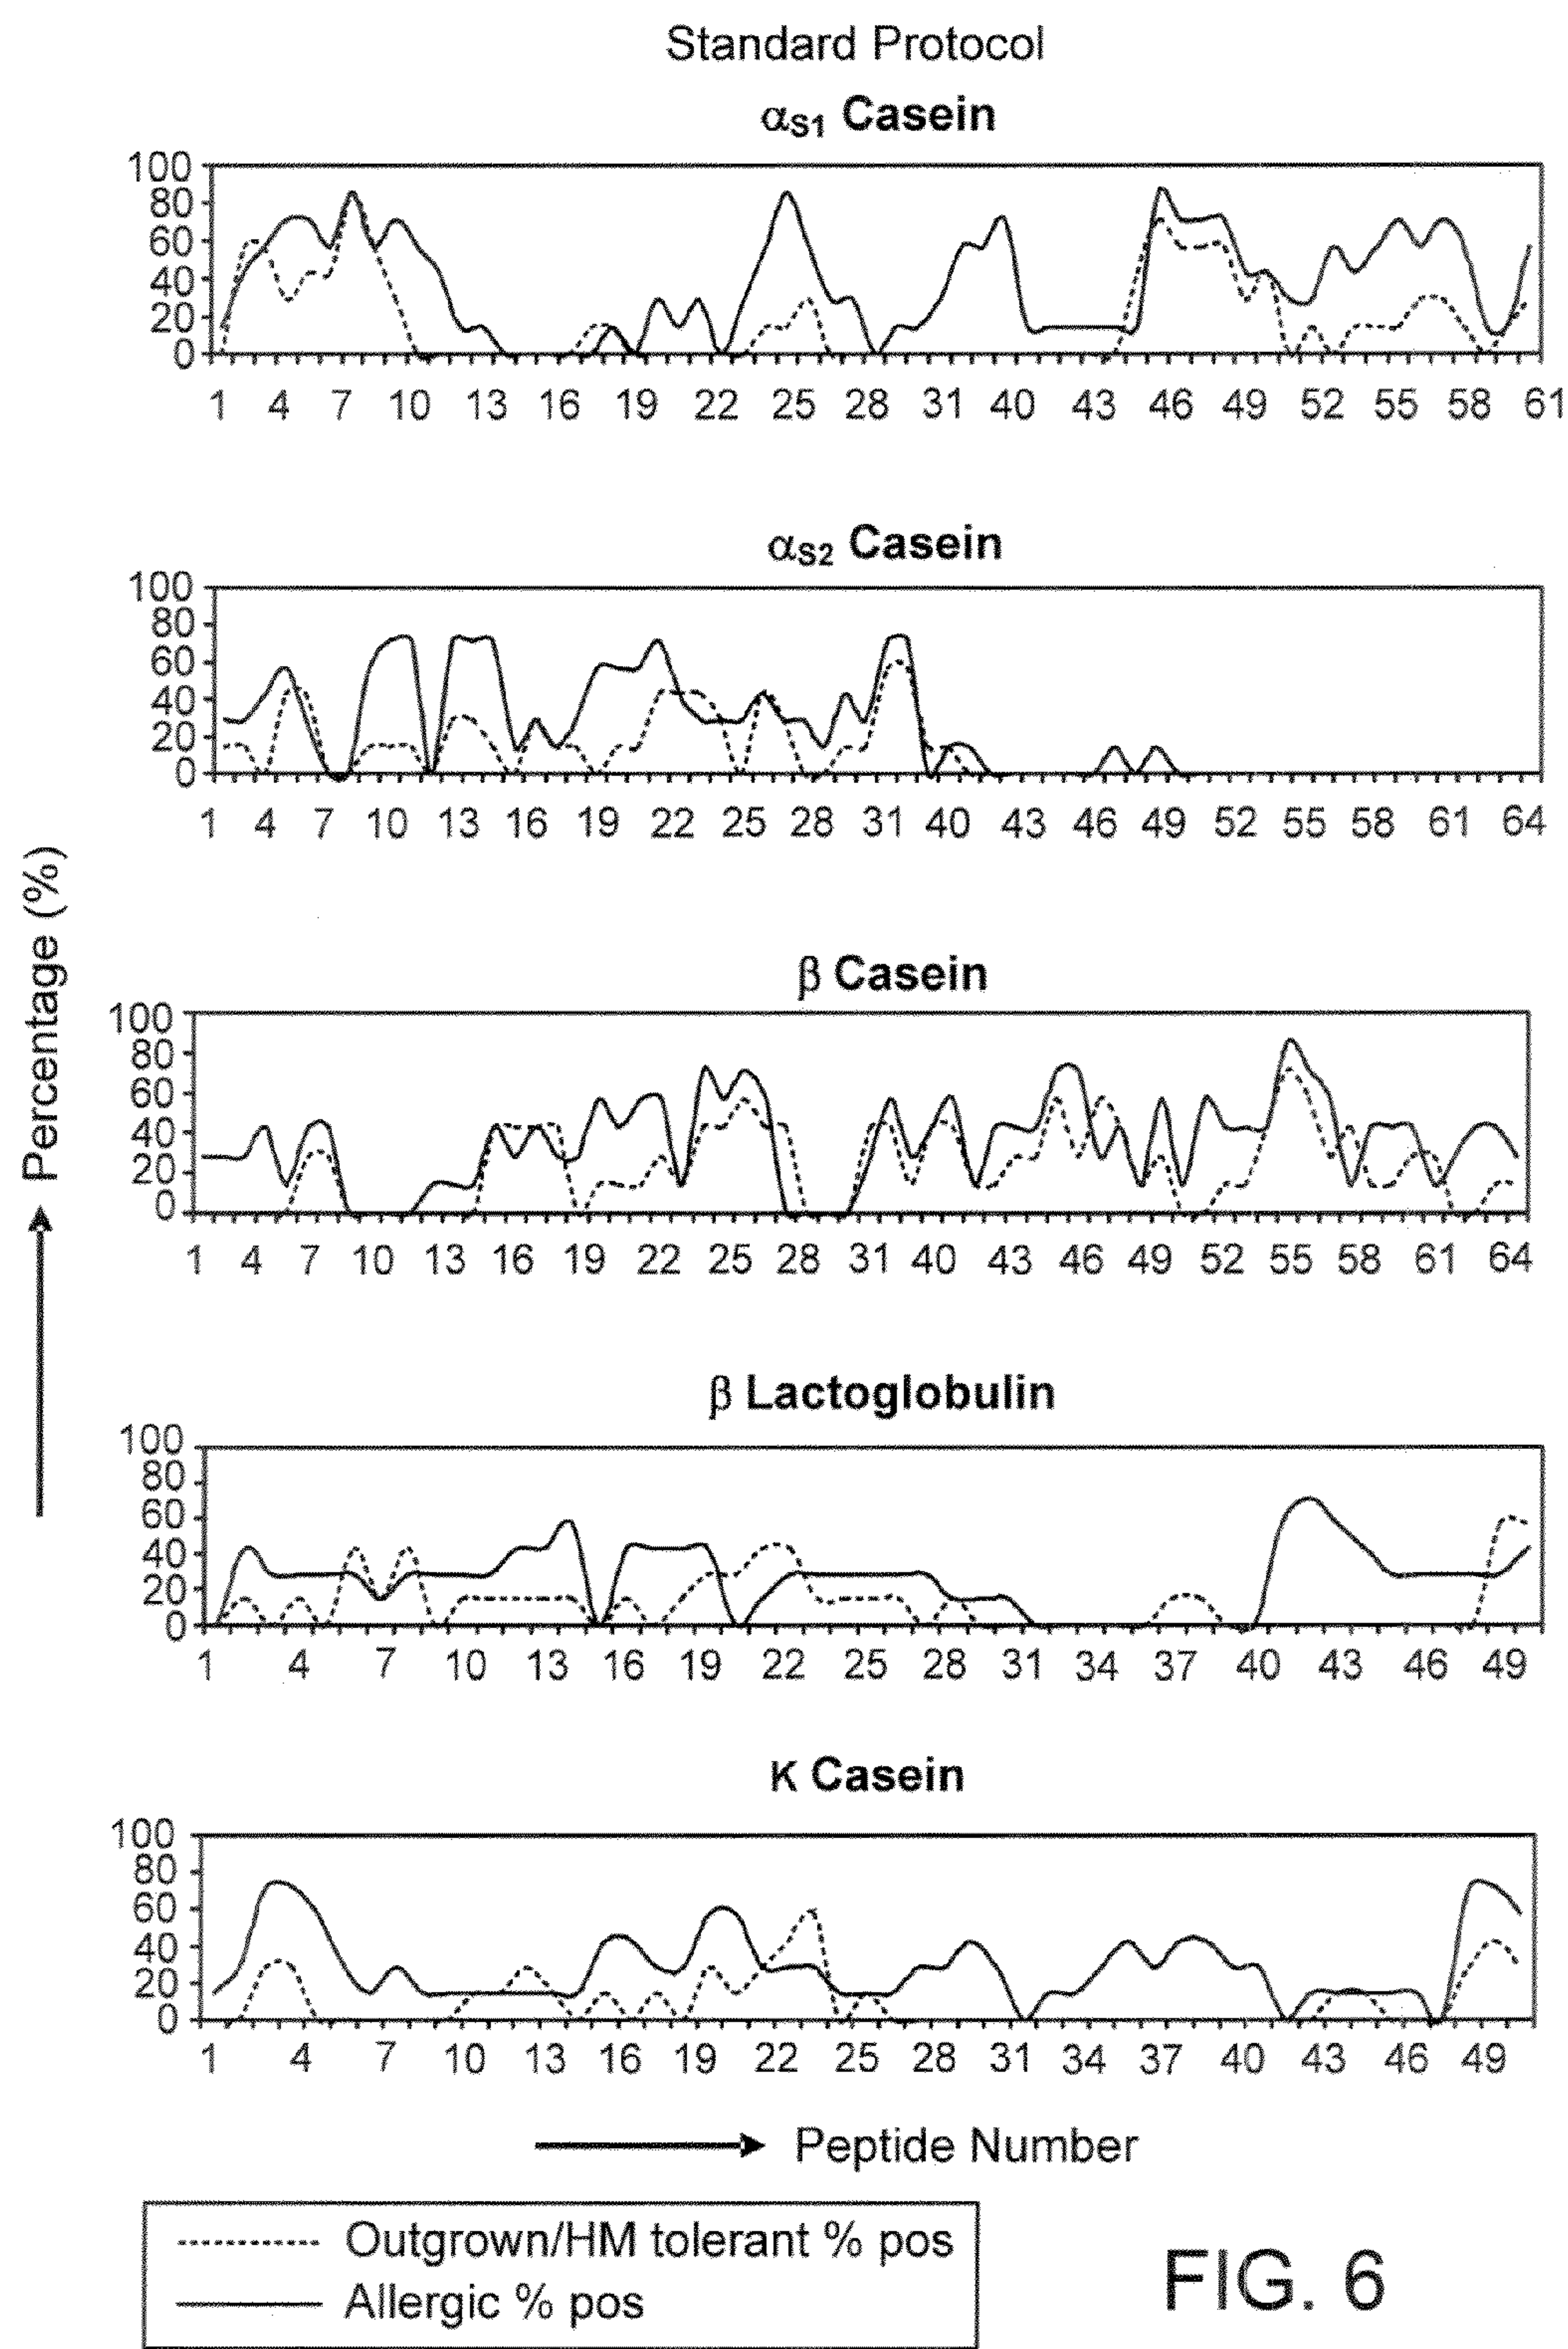 Standard Protocol
αS1 Casein
100
80
60
40
20
0
1 4 7 10 13 16 19 22 25 28 31 40 43 46 49 52 55 58 61
αS2 Casein
100
80
60
40
20
0
1 4 7 10 13 16 19 22 25 28 31 40 43 46 49 52 55 58 61 64
Percentage (%)
β Casein
100
80
60
40
20
0
1 4 7 10 13 16 19 22 25 28 31 40 43 46 49 52 55 58 61 64
β Lactoglobulin
100
80
60
40
20
0
1 4 7 10 13 16 19 22 25 28 31 34 37 40 43 46 49
K Casein
100
80
60
40
20
0
1 4 7 10 13 16 19 22 25 28 31 34 37 40 43 46 49
Peptide Number
Outgrown/HM tolerant % pos
Allergic % pos
FIG. 6